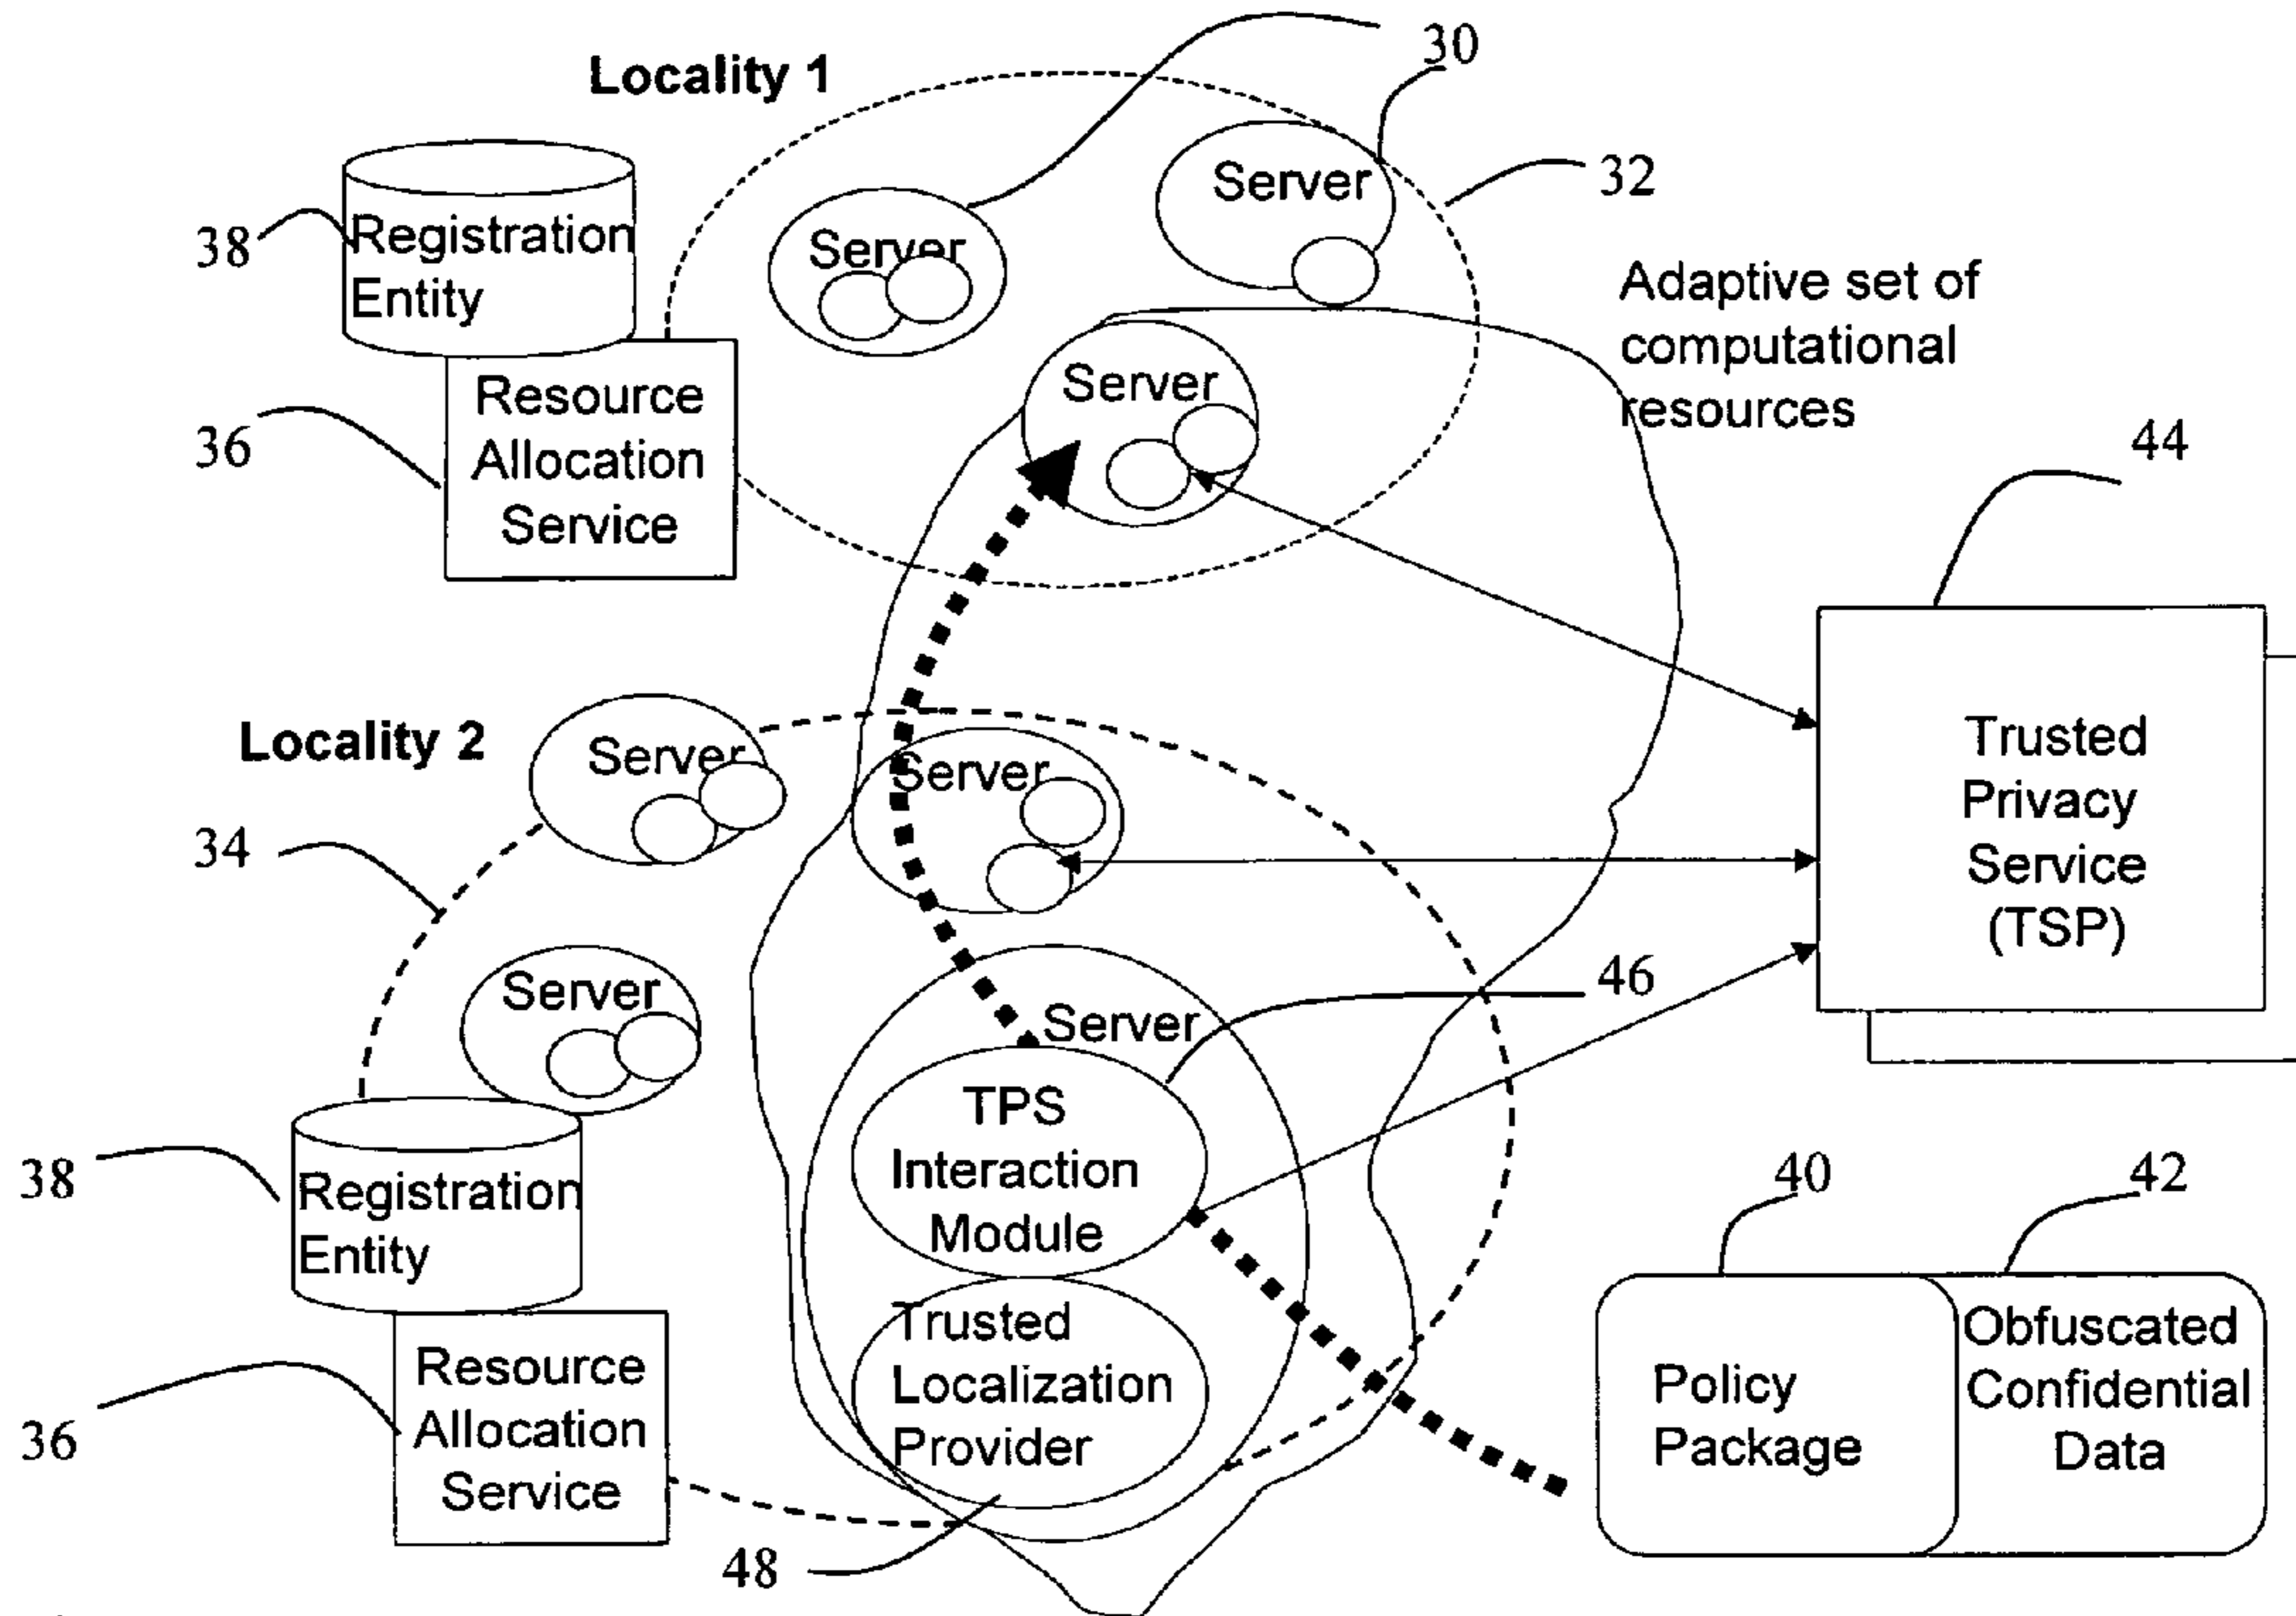 30
Locality 1
Server
32
Server
38
Registration
Entity
Adaptive set of
computational
resources
Server
Resource
Allocation
Service
36
44
Locality 2
Server
Server
Trusted
Privacy
Service
(TSP)
34
46
Server
Server
TPS
Interaction
Module
38
Registration
Entity
40
42
Trusted
Localization
Provider
Policy
Package
Obfuscated
Confidential
Data
Resource
Allocation
Service
36
48